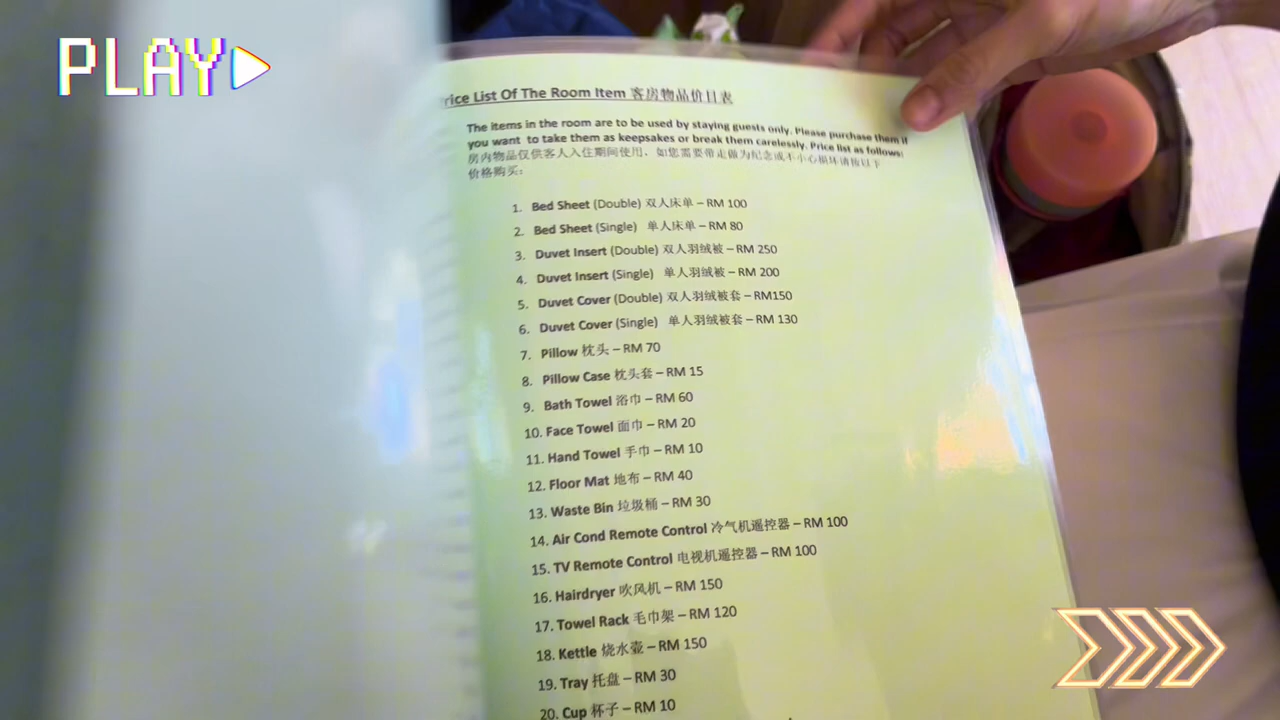 PLAY
rice List Of The Room Item 客房物品价目表
The items in the room are to be used by staying guests only. Please purchase them if
you want to take them as keepsakes or break them carelessly. Price list as follows:
房内物品仅供客人入住期间使用，如您需要带走做为纪念或不小心损坏请按以下
价格购买：
1. Bed Sheet (Double) 双人床单 – RM 100
2. Bed Sheet (Single) 单人床单 – RM 80
3. Duvet Insert (Double) 双人羽绒被 – RM 250
4. Duvet Insert (Single) 单人羽绒被 – RM 200
5. Duvet Cover (Double) 双人羽绒被套 – RM150
6. Duvet Cover (Single) 单人羽绒被套 – RM 130
7. Pillow 枕头 – RM 70
8. Pillow Case 枕头套 – RM 15
9. Bath Towel 浴巾 – RM 60
10. Face Towel 面巾 – RM 20
11. Hand Towel 手巾 – RM 10
12. Floor Mat 地布 – RM 40
13. Waste Bin 垃圾桶 – RM 30
14. Air Cond Remote Control 冷气机遥控器 – RM 100
15. TV Remote Control 电视机遥控器 – RM 100
16. Hairdryer 吹风机 – RM 150
17. Towel Rack 毛巾架 – RM 120
18. Kettle 烧水壶 – RM 150
19. Tray 托盘 – RM 30
20. Cup 杯子 – RM 10